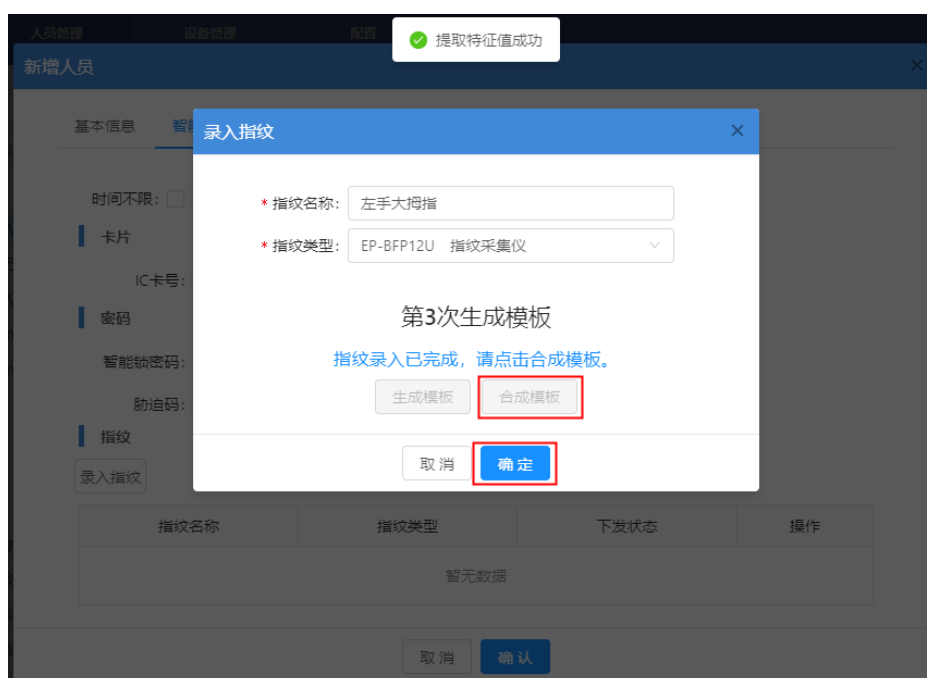 人员管理 设备管理 配置
提取特征值成功
新增人员
基本信息 智
录入指纹
时间不限:
* 指纹名称: 左手大拇指
卡片
* 指纹类型: EP-BFP12U 指纹采集仪
IC卡号:
密码
第3次生成模板
智能锁密码:
指纹录入已完成，请点击合成模板。
胁迫码:
生成模板 合成模板
指纹
取消 确定
录入指纹
指纹名称 指纹类型 下发状态 操作
暂无数据
取消 确认